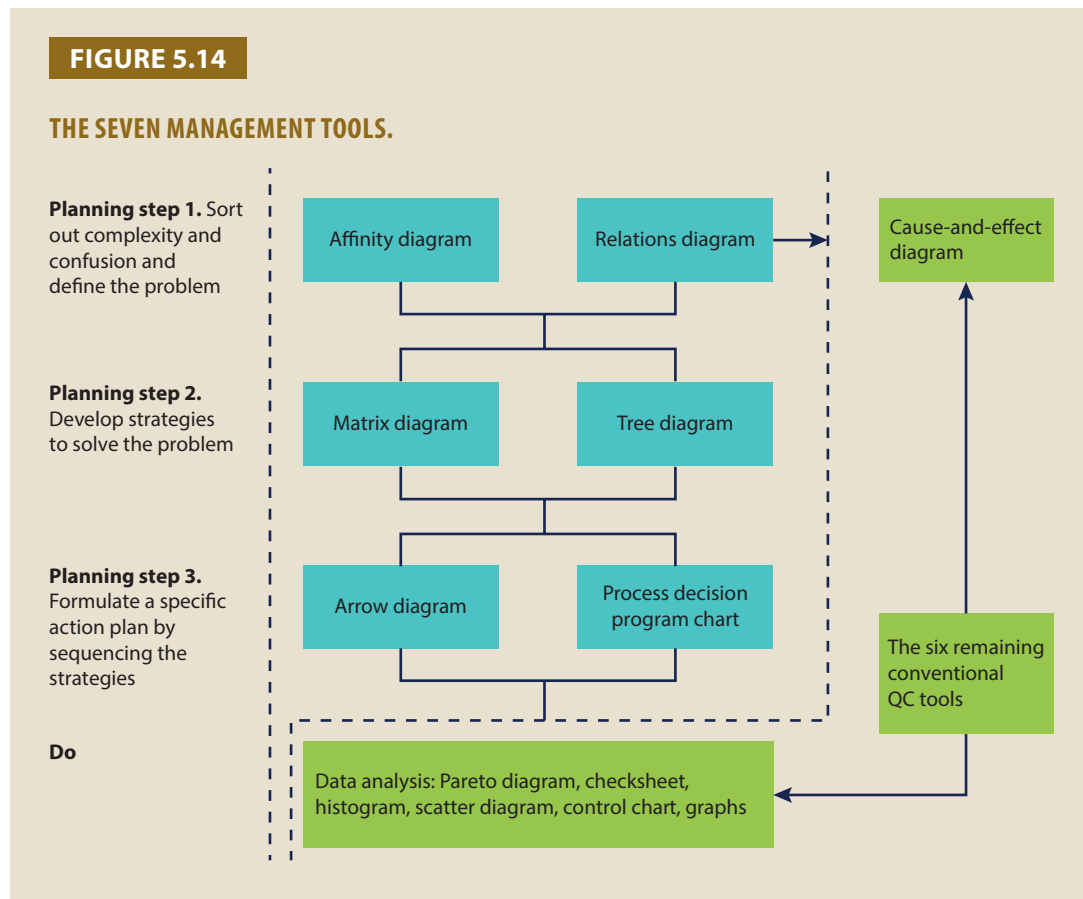 FIGURE 5.14
THE SEVEN MANAGEMENT TOOLS.
Planning step 1. Sort
out complexity and
confusion and
define the problem
Affinity diagram
Relations diagram
Cause-and-effect
diagram
Planning step 2.
Develop strategies
to solve the problem
Matrix diagram
Tree diagram
Planning step 3.
Formulate a specific
action plan by
sequencing the
strategies
Arrow diagram
Process decision
program chart
The six remaining
conventional
QC tools
Do
Data analysis: Pareto diagram, checksheet,
histogram, scatter diagram, control chart, graphs